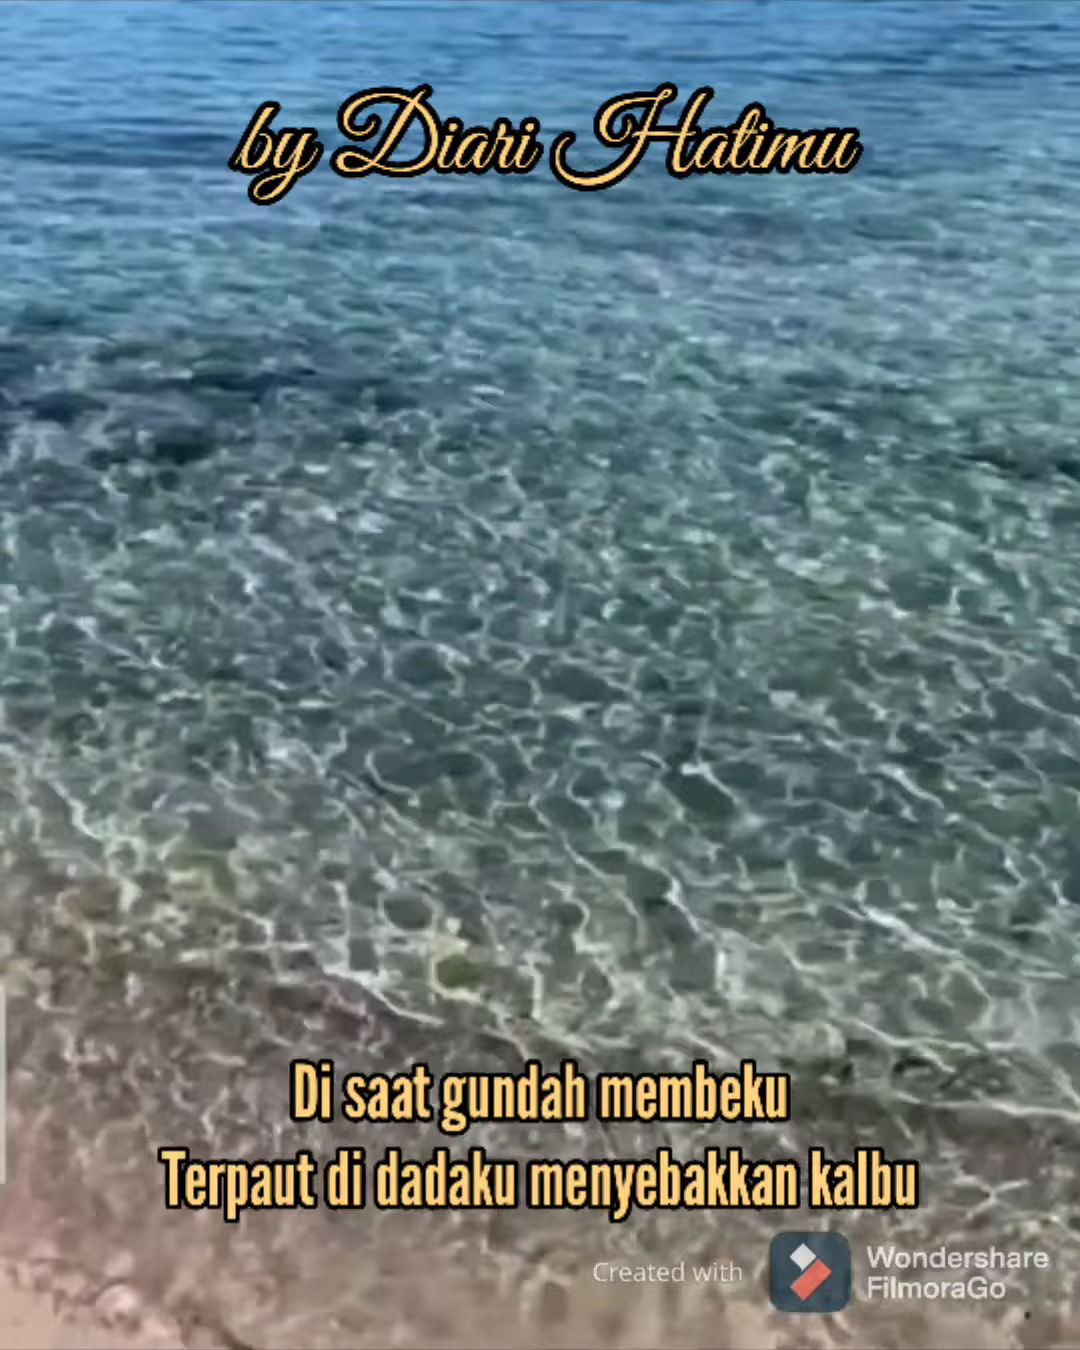 by Diari Hatimu
Di saat gundah membeku
Terpaut di dadaku menyebakkan kalbu
Created with
Wondershare
FilmoraGo